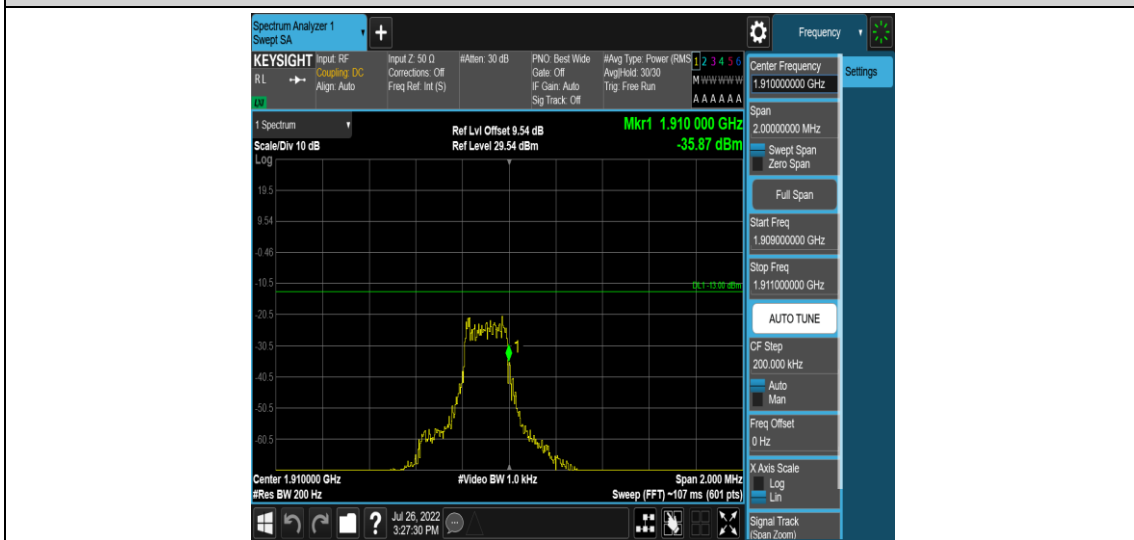 Spectrum Analyzer 1
Swept SA
Frequency
KEYSIGHT
RL
LXI
Input: RF
Coupling: DC
Align: Auto
Input Z: 50 Ω
Corrections: Off
Freq Ref: Int (S)
#Atten: 30 dB
PNO: Best Wide
Gate: Off
IF Gain: Auto
Sig Track: Off
#Avg Type: Power (RMS
Avg|Hold: 30/30
Trig: Free Run
1 2 3 4 5 6
M W W W W W
A A A A A A
1 Spectrum
Scale/Div 10 dB
Ref Lvl Offset 9.54 dB
Ref Level 29.54 dBm
Mkr1 1.910 000 GHz
-35.87 dBm
Log
19.5
9.54
-0.46
-10.5
DL1 -13.00 dBm
-20.5
-30.5
1
-40.5
-50.5
-60.5
Center 1.910000 GHz
#Video BW 1.0 kHz
Span 2.000 MHz
#Res BW 200 Hz
Sweep (FFT) ~107 ms (601 pts)
?
Jul 26, 2022
3:27:30 PM
Center Frequency
1.910000000 GHz
Settings
Span
2.00000000 MHz
Swept Span
Zero Span
Full Span
Start Freq
1.909000000 GHz
Stop Freq
1.911000000 GHz
AUTO TUNE
CF Step
200.000 kHz
Auto
Man
Freq Offset
0 Hz
X Axis Scale
Log
Lin
Signal Track
(Span Zoom)